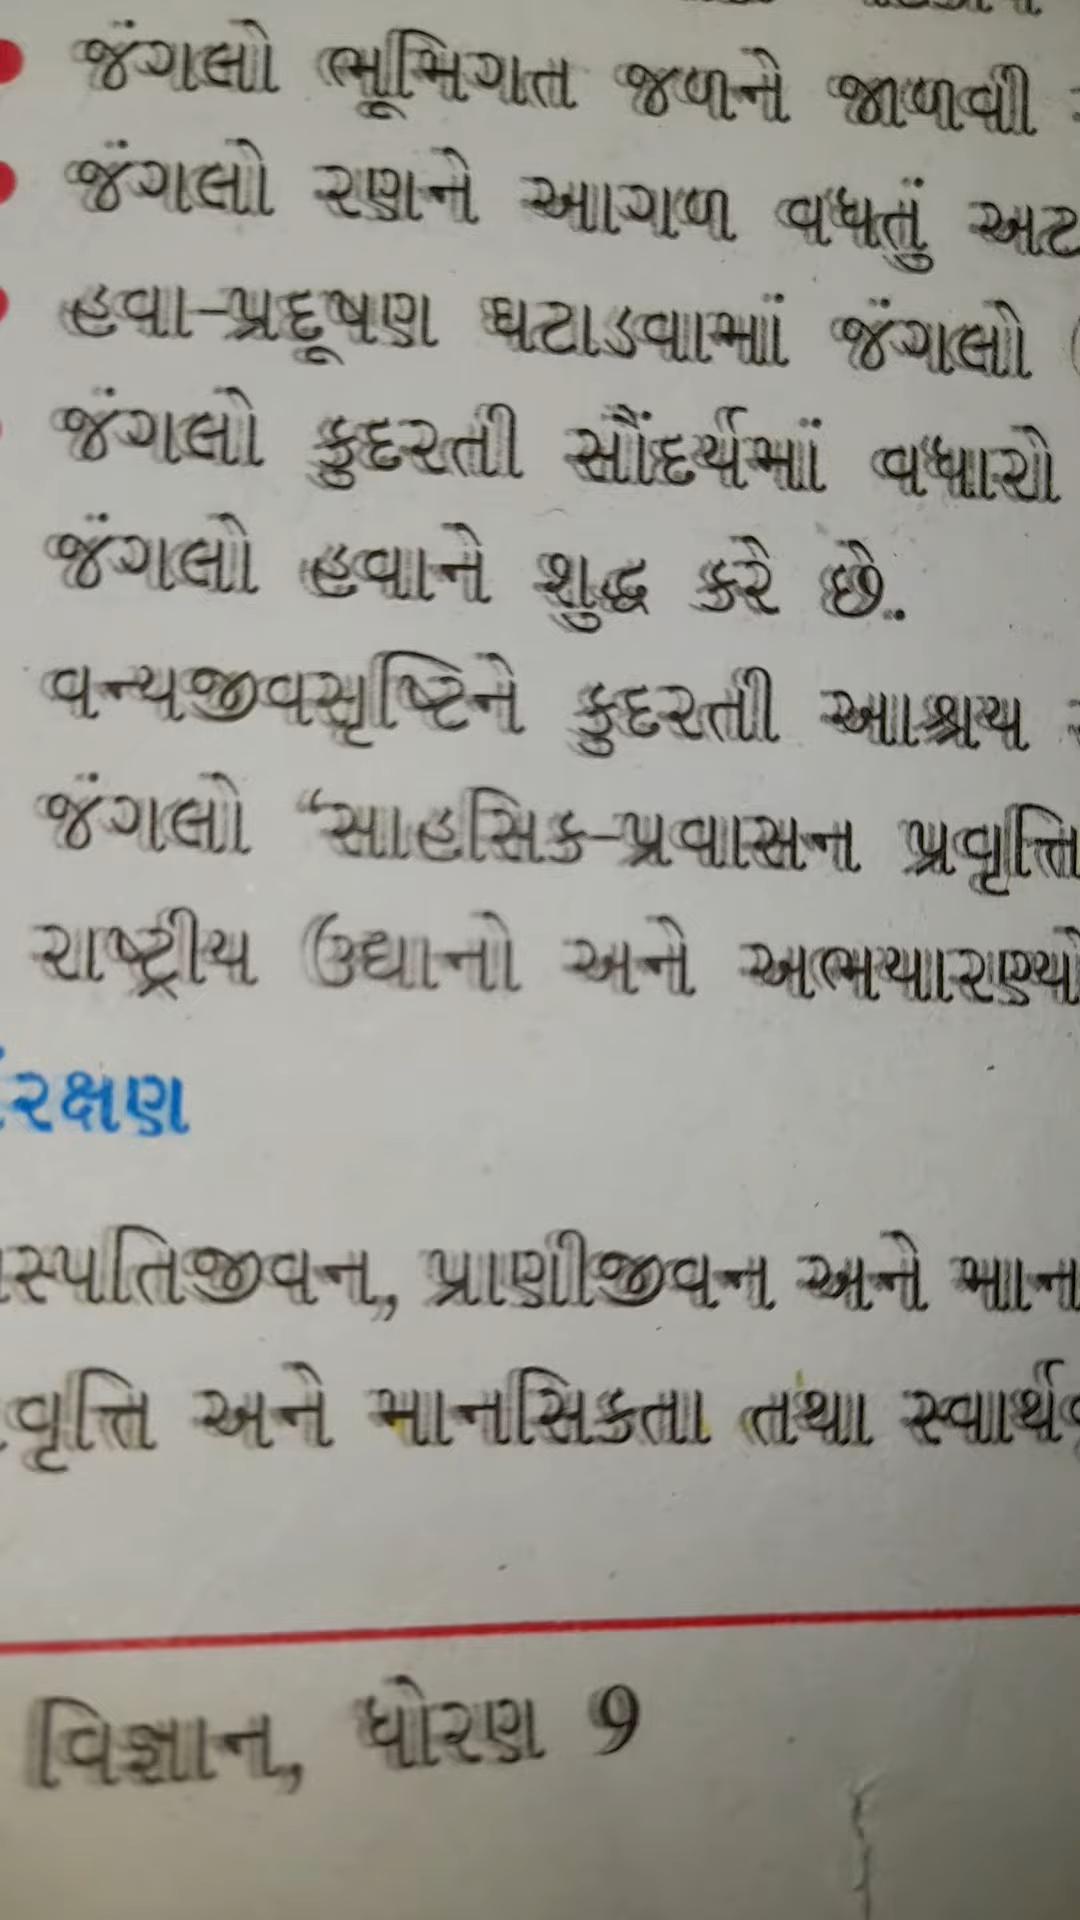 જંગલો ભૂમિગત જળને જાળવી
જંગલો રણને આગળ વધતું અટ
હવા-પ્રદૂષણ ઘટાડવામાં જંગલો
જંગલો કુદરતી સૌંદર્યમાં વધારો
જંગલો હવાને શુદ્ધ કરે છે.
વન્યજીવસૃષ્ટિને કુદરતી આશ્રય
જંગલો “સાહસિક-પ્રવાસન પ્રવૃત્તિ
રાષ્ટ્રીય ઉદ્યાનો અને અભયારણ્યો
રક્ષણ
સ્પતિજીવન, પ્રાણીજીવન અને માન
વૃત્તિ અને માનસિકતા તથા સ્વાર્થ
વિજ્ઞાન, ધોરણ 9